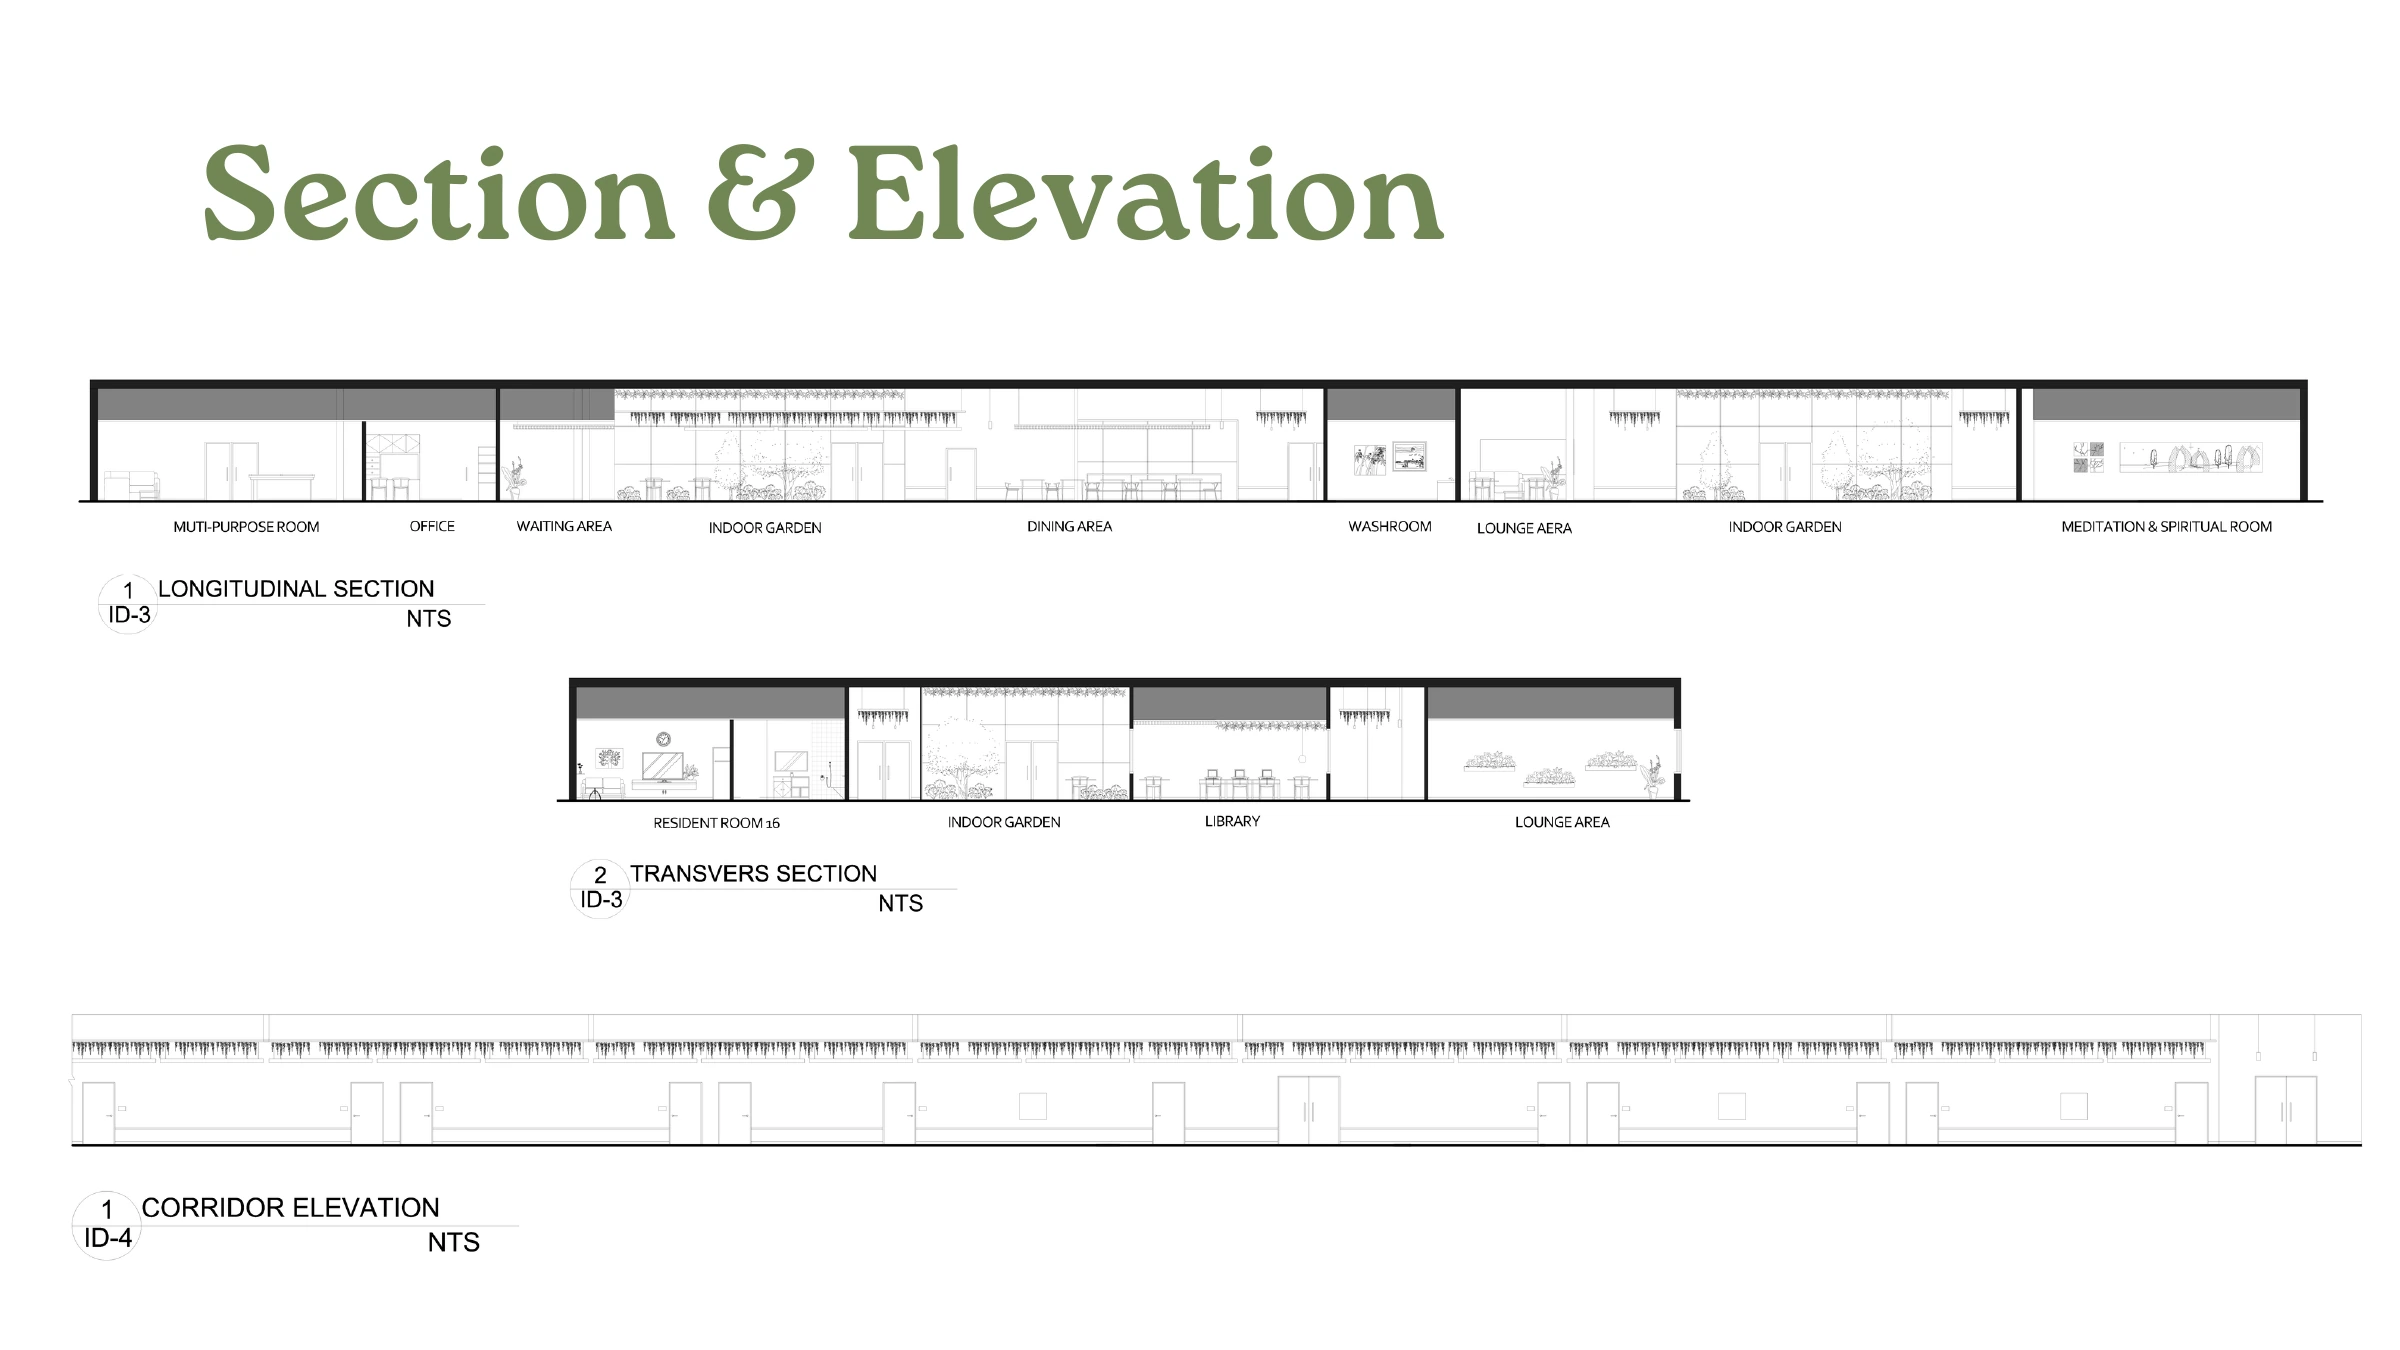 Section & Elevation
MUTI-PURPOSE ROOM
OFFICE
WAITING AREA
INDOOR GARDEN
DINING AREA
WASHROOM
LOUNGE AERA
INDOOR GARDEN
MEDITATION & SPIRITUAL ROOM
1
ID-3
LONGITUDINAL SECTION
NTS
RESIDENT ROOM 16
INDOOR GARDEN
LIBRARY
LOUNGE AREA
2
ID-3
TRANSVERS SECTION
NTS
1
ID-4
CORRIDOR ELEVATION
NTS